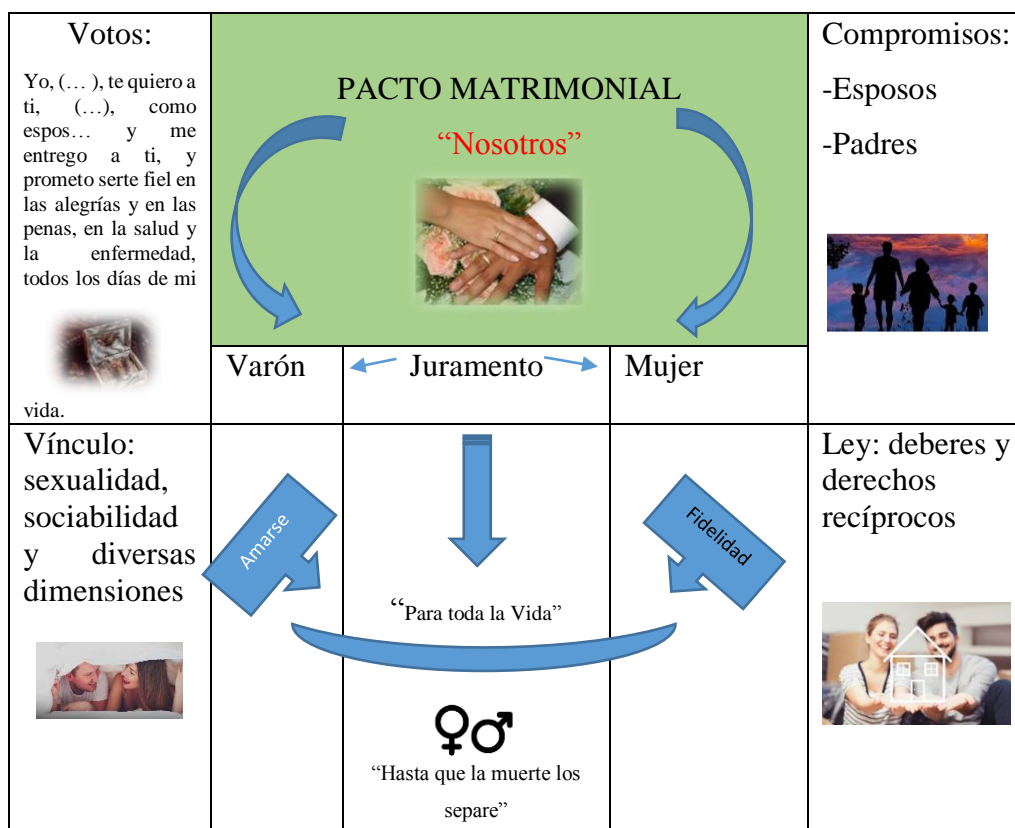 Votos:
Yo, (… ), te quiero a
ti, (…), como
espos… y me
entrego a ti, y
prometo serte fiel en
las alegrías y en las
penas, en la salud y
la enfermedad,
todos los días de mi
vida.
PACTO MATRIMONIAL
“Nosotros”
Compromisos:
-Esposos
-Padres
Varón
Juramento
Mujer
Vínculo:
sexualidad,
sociabilidad
y diversas
dimensiones
Amarse
Fidelidad
“Para toda la Vida”
“Hasta que la muerte los
separe”
Ley: deberes y
derechos
recíprocos